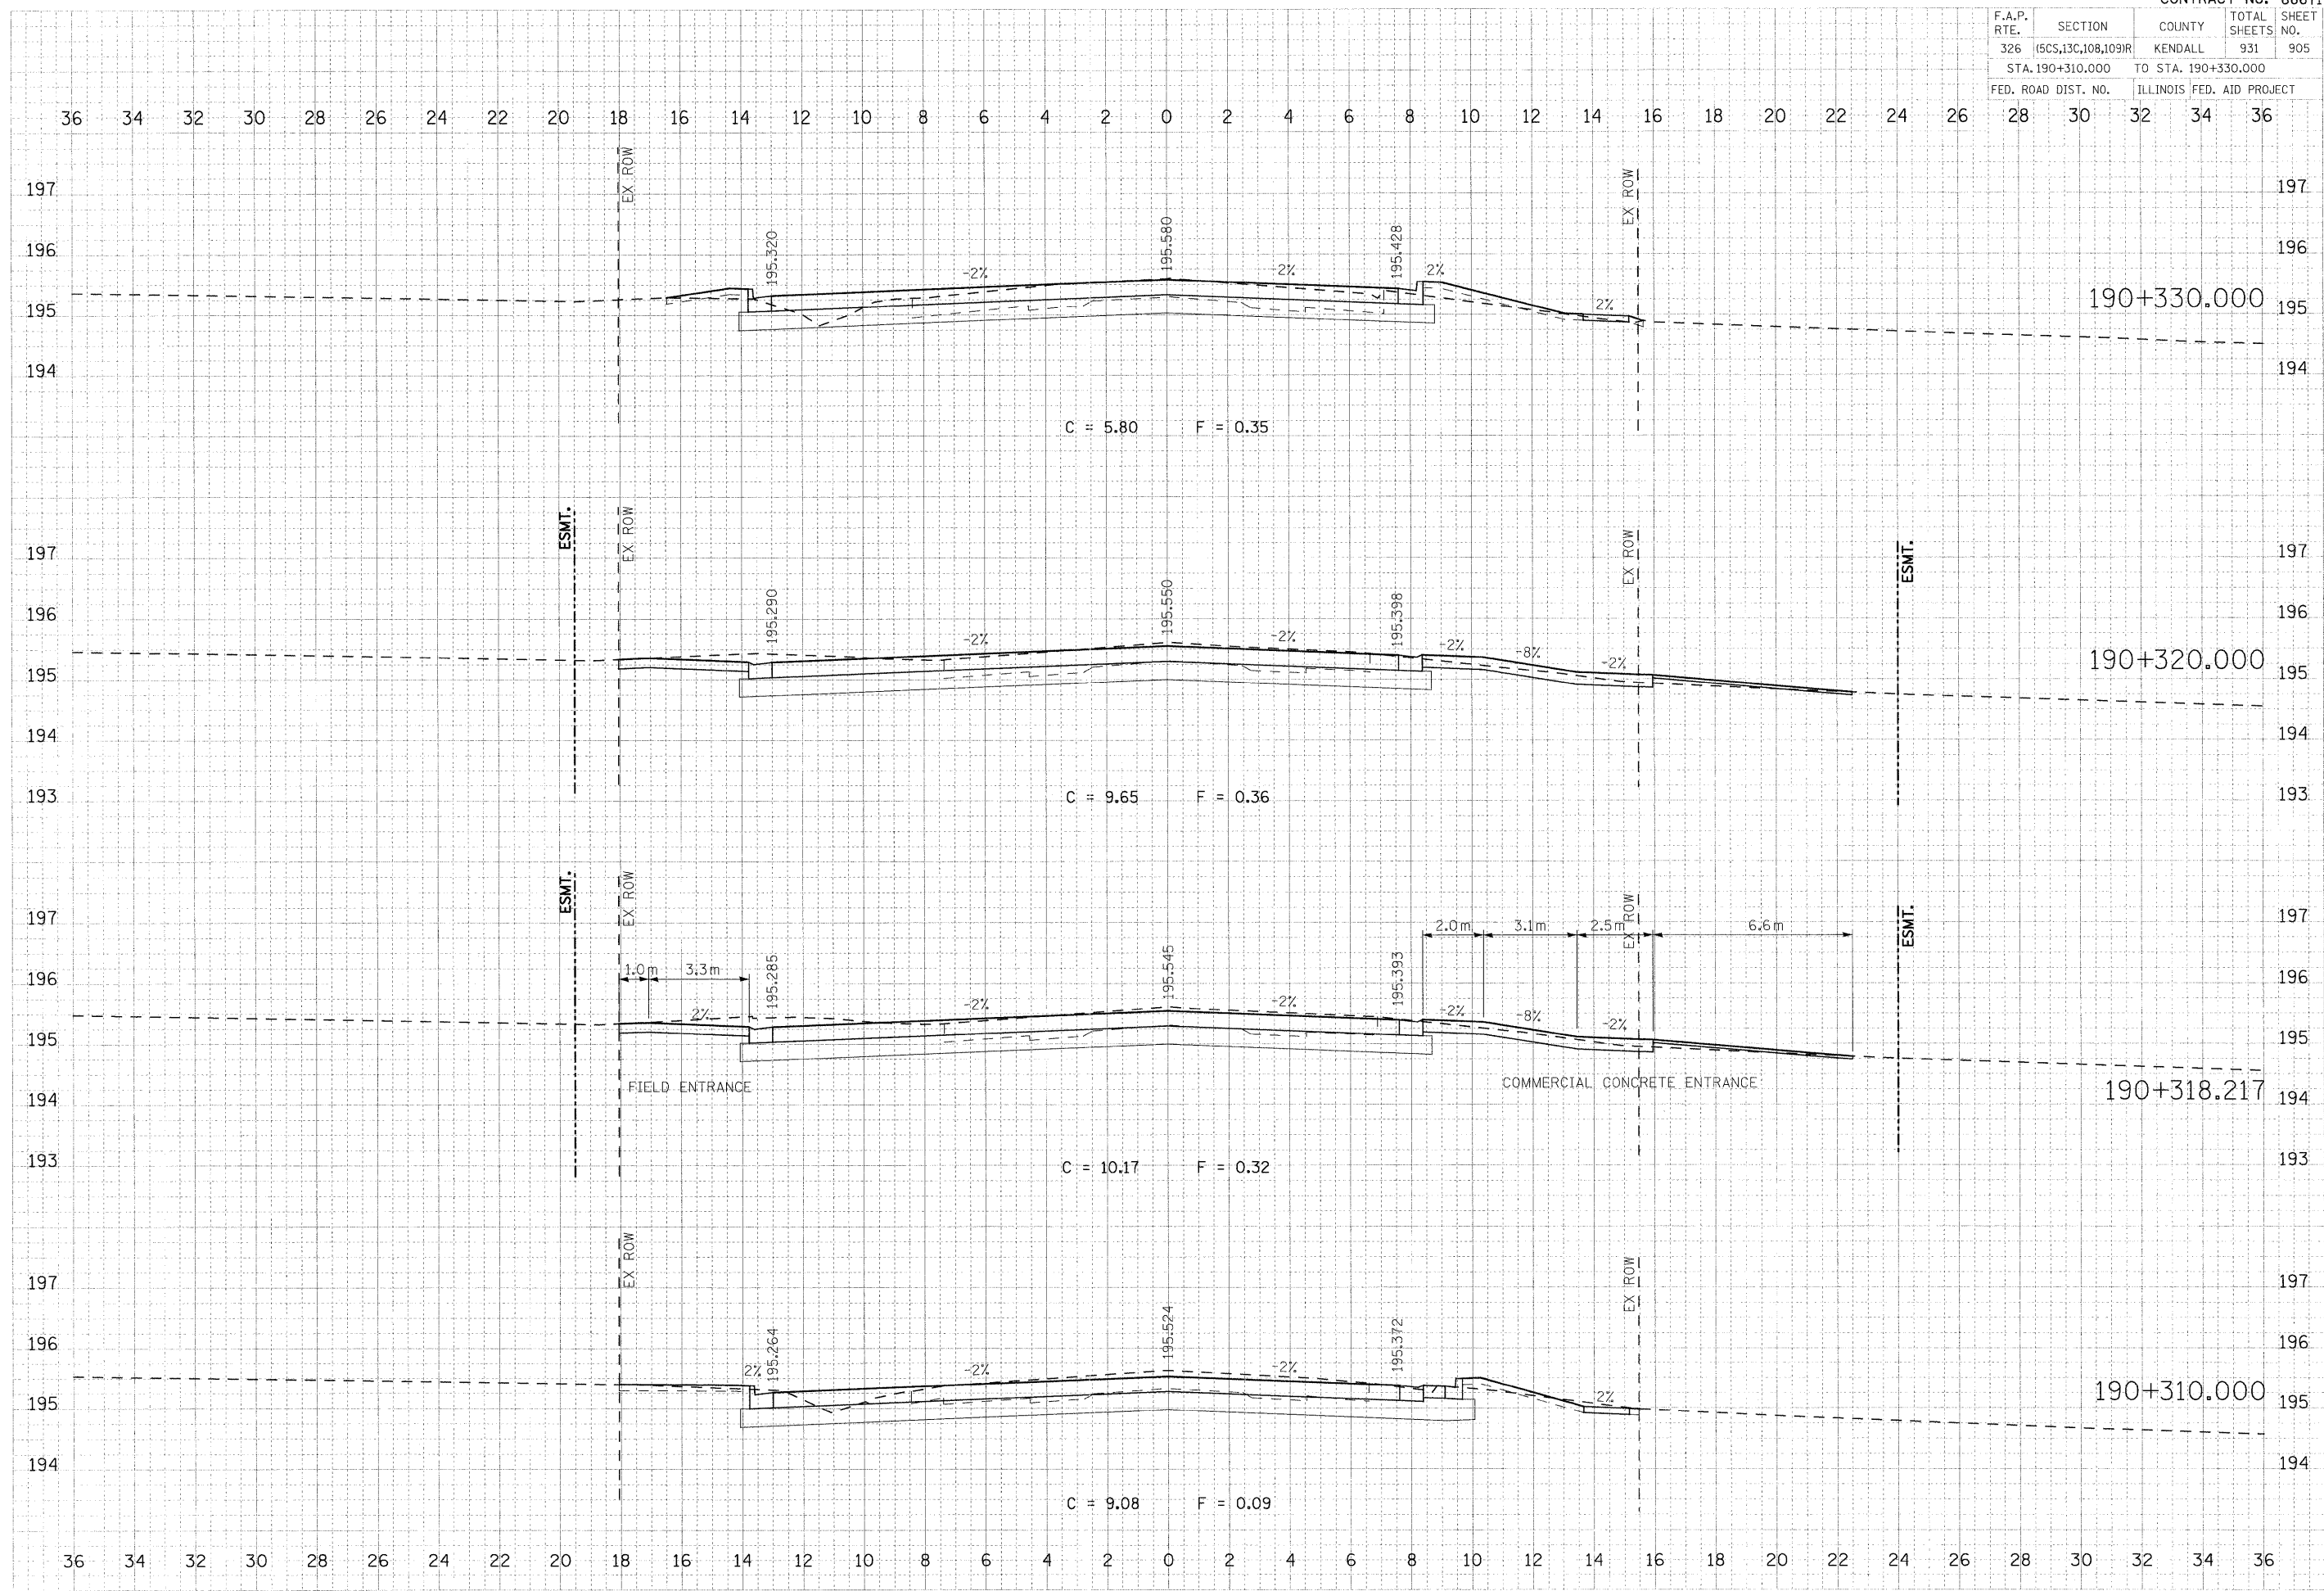 CONTRACT NO.
F.A.P. RTE. SECTION COUNTY TOTAL SHEETS SHEET NO.
326 (5CS,13C,108,109)R KENDALL 931 905
STA. 190+310.000 TO STA. 190+330.000
FED. ROAD DIST. NO. ILLINOIS FED. AID PROJECT
36 34 32 30 28 26 24 22 20 18 16 14 12 10 8 6 4 2 0 2 4 6 8 10 12 14 16 18 20 22 24 26 28 30 32 34 36
EX ROW EX ROW
197 197
196 195.320 195.580 195.428 196
-2% -2% 2% 2%
195 190+330.000 195
194 194
C = 5.80 F = 0.35
ESMT. EX ROW EX ROW ESMT.
197 197
196 195.290 195.550 195.398 196
-2% -2% -2% -8% -2%
195 190+320.000 195
194 194
193 C = 9.65 F = 0.36 193
ESMT. EX ROW EX ROW ESMT.
197 197
2.0m 3.1m 2.5m 6.6m
196 1.0m 3.3m 195.285 195.545 195.393 196
2% -2% -2% -2% -8% -2%
195 195
FIELD ENTRANCE COMMERCIAL CONCRETE ENTRANCE
194 190+318.217 194
193 C = 10.17 F = 0.32 193
EX ROW EX ROW
197 197
196 195.264 195.524 195.372 196
2% -2% -2% 2%
195 190+310.000 195
194 194
C = 9.08 F = 0.09
36 34 32 30 28 26 24 22 20 18 16 14 12 10 8 6 4 2 0 2 4 6 8 10 12 14 16 18 20 22 24 26 28 30 32 34 36